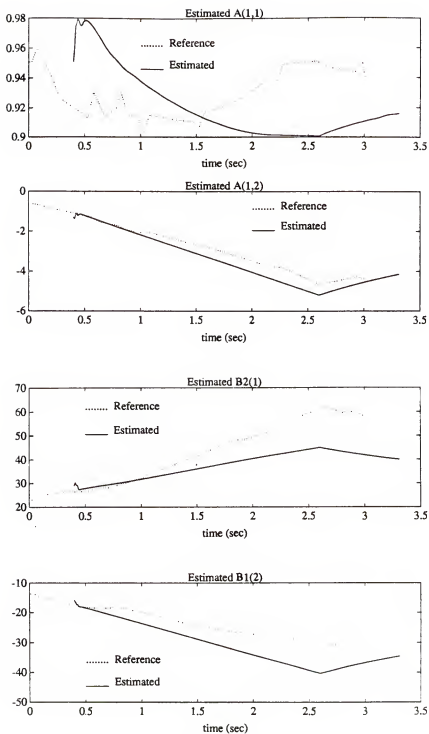 Estimated A(1,1)
0.98
0.96
0.94
0.92
0.9
Reference
Estimated
0 0.5 1 1.5 2 2.5 3 3.5
time (sec)
Estimated A(1,2)
0
-2
-4
-6
Reference
Estimated
0 0.5 1 1.5 2 2.5 3 3.5
time (sec)
Estimated B2(1)
70
60
50
40
30
20
Reference
Estimated
0 0.5 1 1.5 2 2.5 3 3.5
time (sec)
Estimated B1(2)
-10
-20
-30
-40
-50
Reference
Estimated
0 0.5 1 1.5 2 2.5 3 3.5
time (sec)